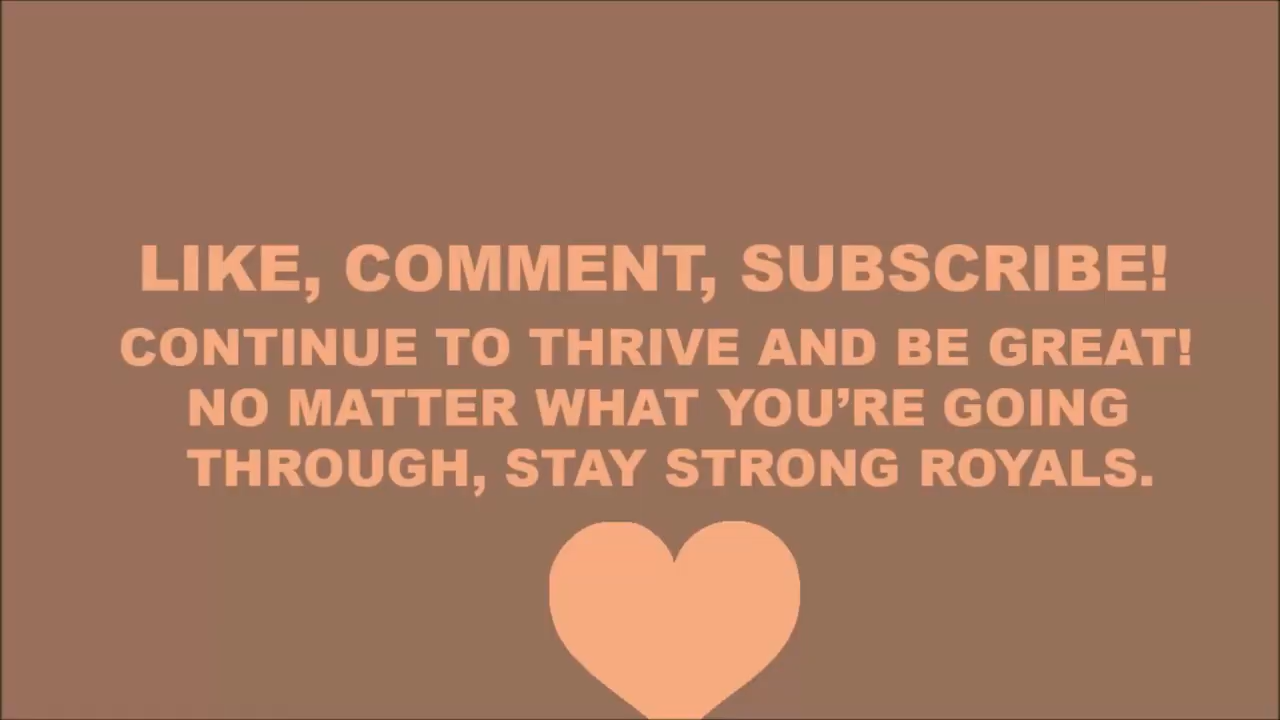 LIKE, COMMENT, SUBSCRIBE!
CONTINUE TO THRIVE AND BE GREAT!
NO MATTER WHAT YOU’RE GOING
THROUGH, STAY STRONG ROYALS.